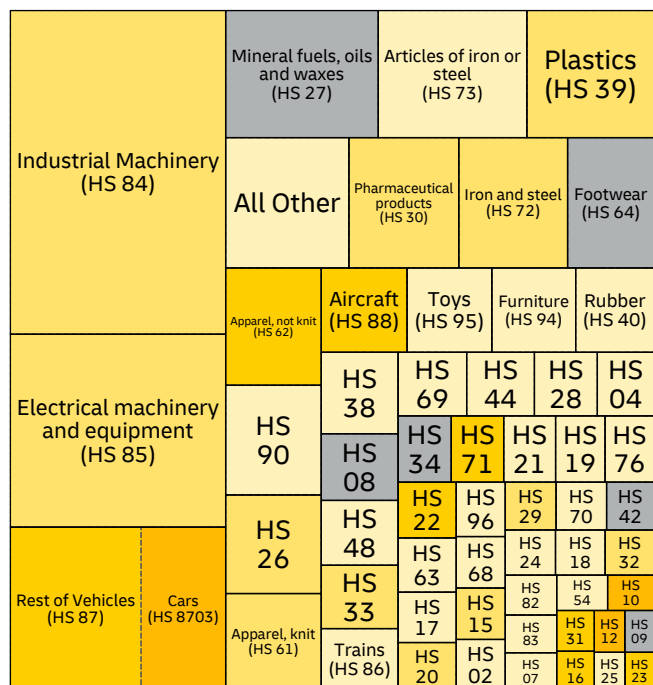 Industrial Machinery
(HS 84)
Mineral fuels, oils
and waxes
(HS 27)
Articles of iron or
steel
(HS 73)
Plastics
(HS 39)
All Other
Pharmaceutical
products
(HS 30)
Iron and steel
(HS 72)
Footwear
(HS 64)
Electrical machinery
and equipment
(HS 85)
Rest of Vehicles
(HS 87)
Cars
(HS 8703)
Apparel, not knit
(HS 62)
Aircraft
(HS 88)
Toys
(HS 95)
Furniture
(HS 94)
Rubber
(HS 40)
HS
90
HS
26
Apparel, knit
(HS 61)
HS
38
HS
08
HS
48
HS
33
Trains
(HS 86)
HS
69
HS
44
HS
28
HS
04
HS
34
HS
71
HS
21
HS
19
HS
76
HS
22
HS
96
HS
29
HS
70
HS
42
HS
63
HS
68
HS
24
HS
18
HS
32
HS
17
HS
15
HS
82
HS
54
HS
10
HS
83
HS
31
HS
12
HS
09
HS
20
HS
02
HS
07
HS
16
HS
25
HS
23